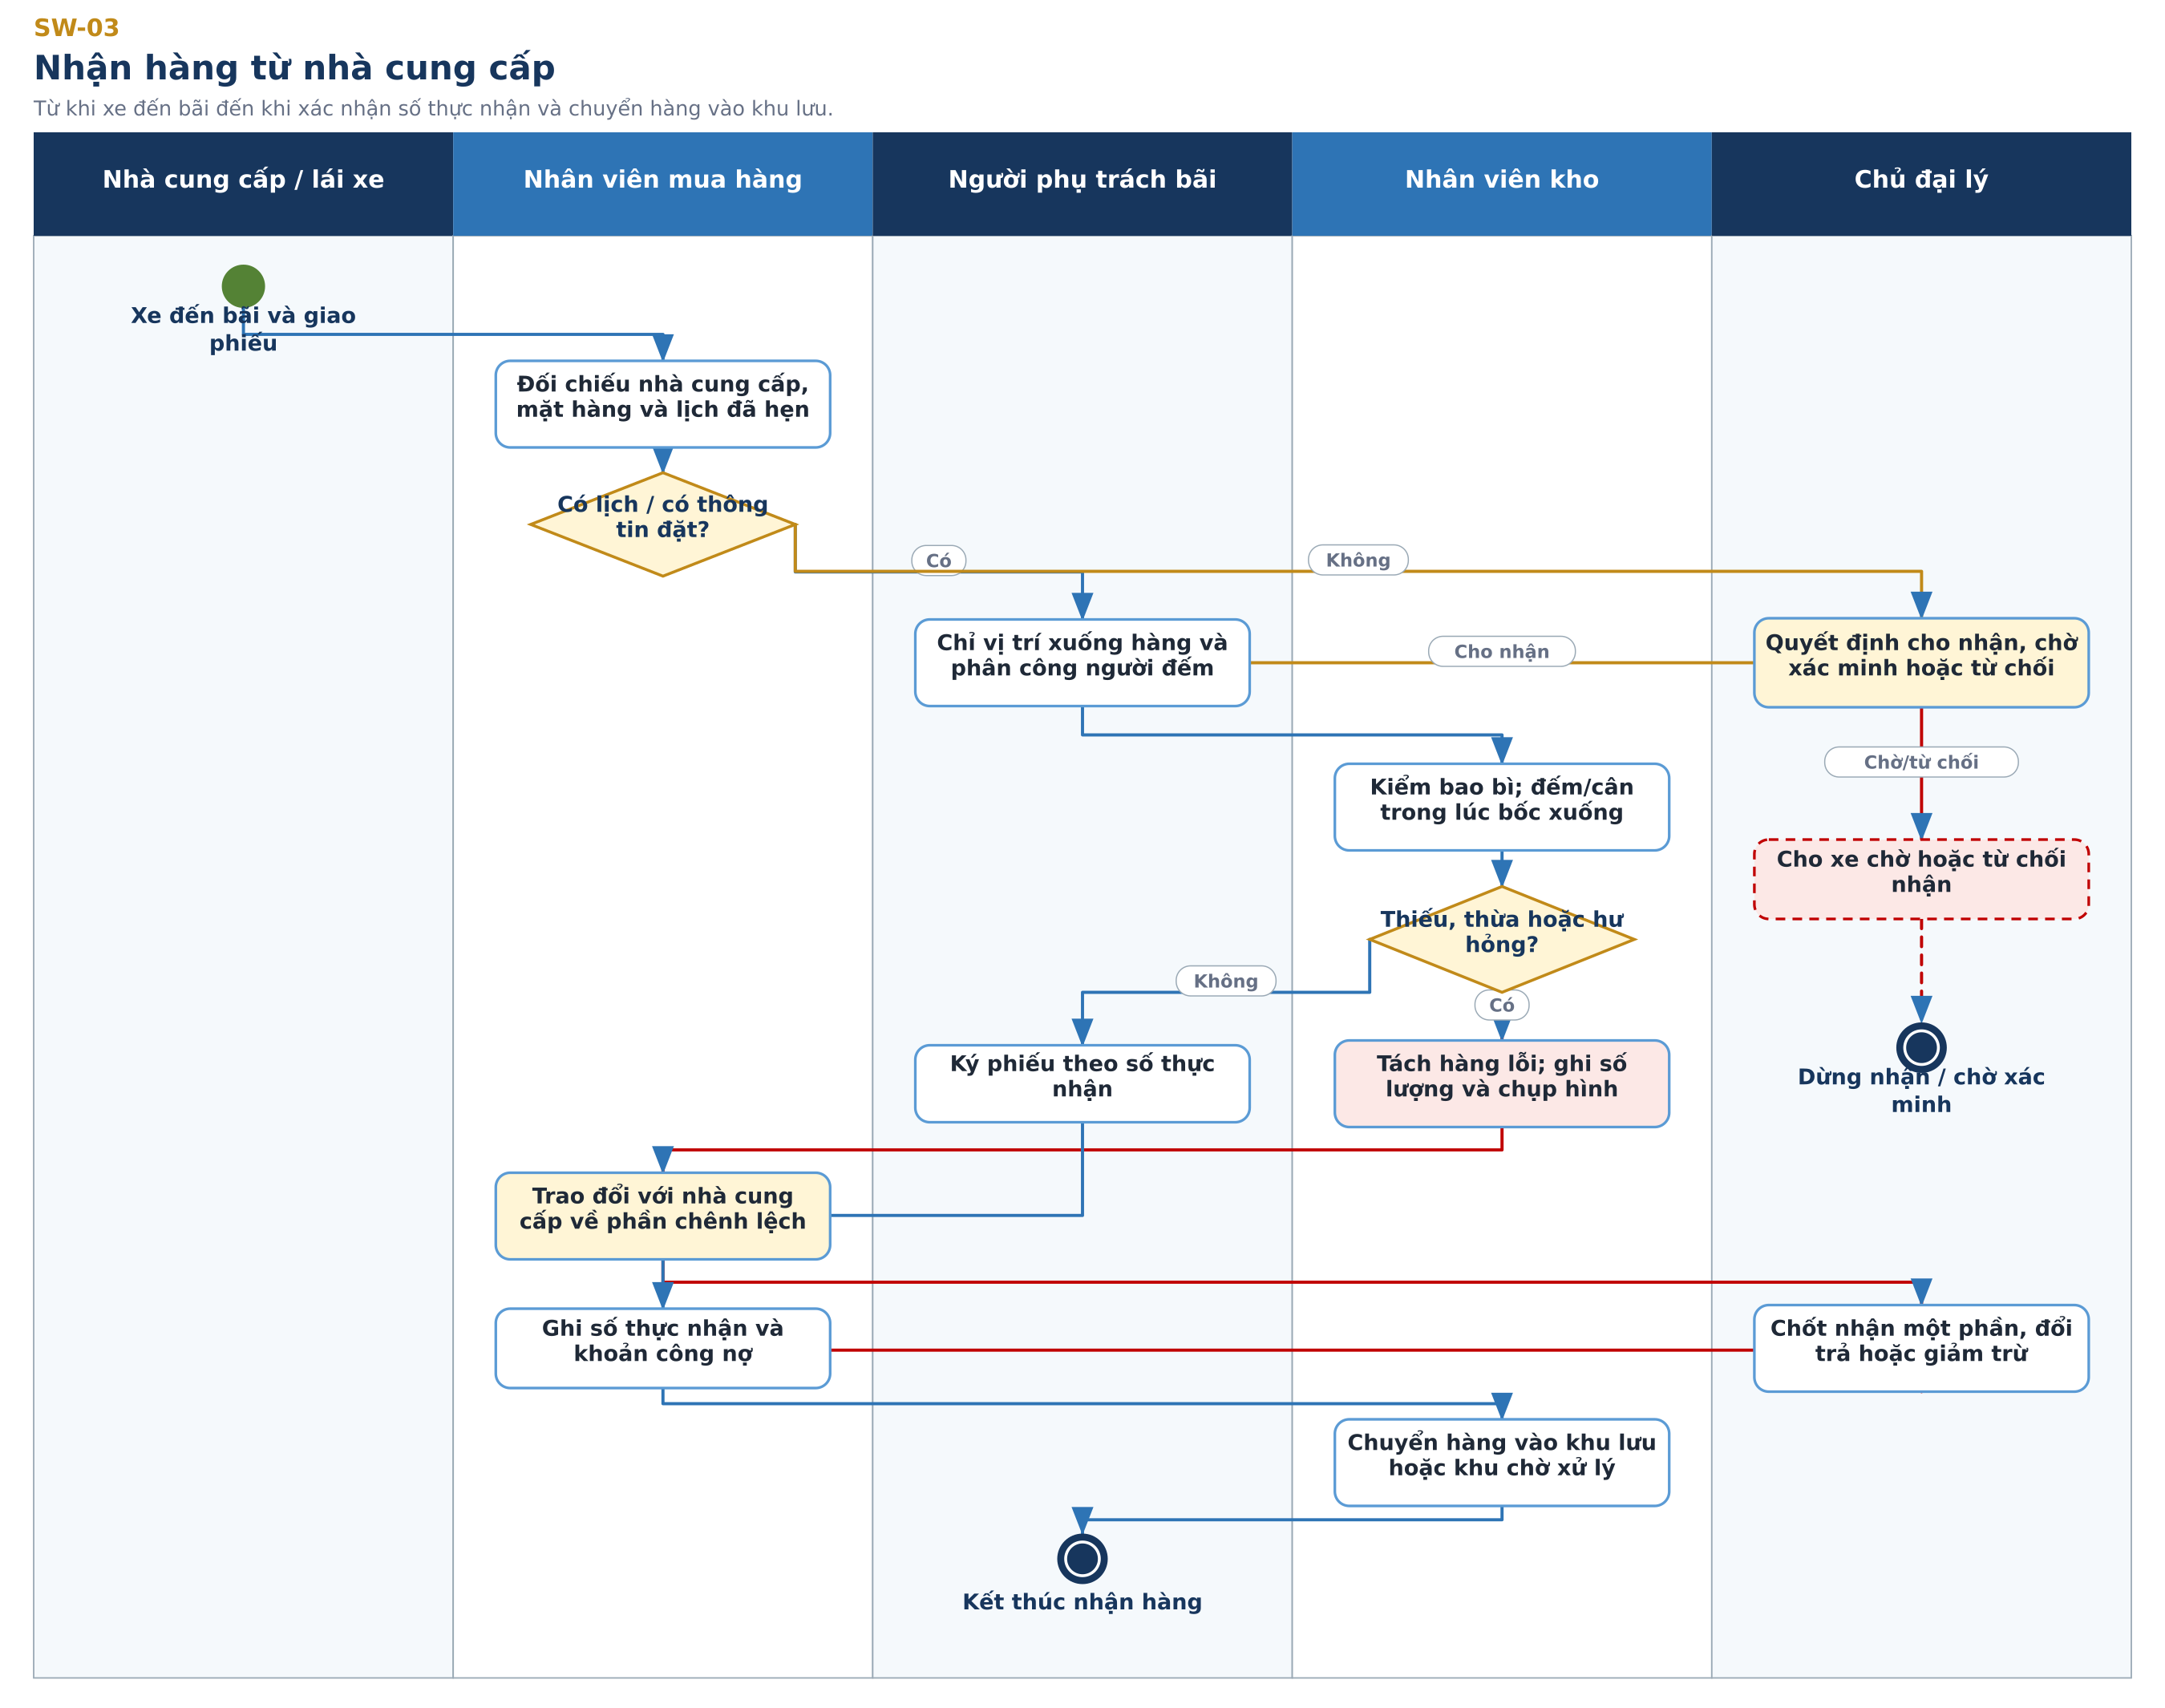 SW-03
Nhận hàng từ nhà cung cấp
Từ khi xe đến bãi đến khi xác nhận số thực nhận và chuyển hàng vào khu lưu.
Nhà cung cấp / lái xe
Nhân viên mua hàng
Người phụ trách bãi
Nhân viên kho
Chủ đại lý
Xe đến bãi và giao
phiếu
Đối chiếu nhà cung cấp,
mặt hàng và lịch đã hẹn
Có lịch / có thông
tin đặt?
Có
Không
Chỉ vị trí xuống hàng và
phân công người đếm
Cho nhận
Quyết định cho nhận, chờ
xác minh hoặc từ chối
Chờ/từ chối
Kiểm bao bì; đếm/cân
trong lúc bốc xuống
Cho xe chờ hoặc từ chối
nhận
Thiếu, thừa hoặc hư
hỏng?
Không
Có
Ký phiếu theo số thực
nhận
Tách hàng lỗi; ghi số
lượng và chụp hình
Dừng nhận / chờ xác
minh
Trao đổi với nhà cung
cấp về phần chênh lệch
Ghi số thực nhận và
khoản công nợ
Chốt nhận một phần, đổi
trả hoặc giảm trừ
Chuyển hàng vào khu lưu
hoặc khu chờ xử lý
Kết thúc nhận hàng